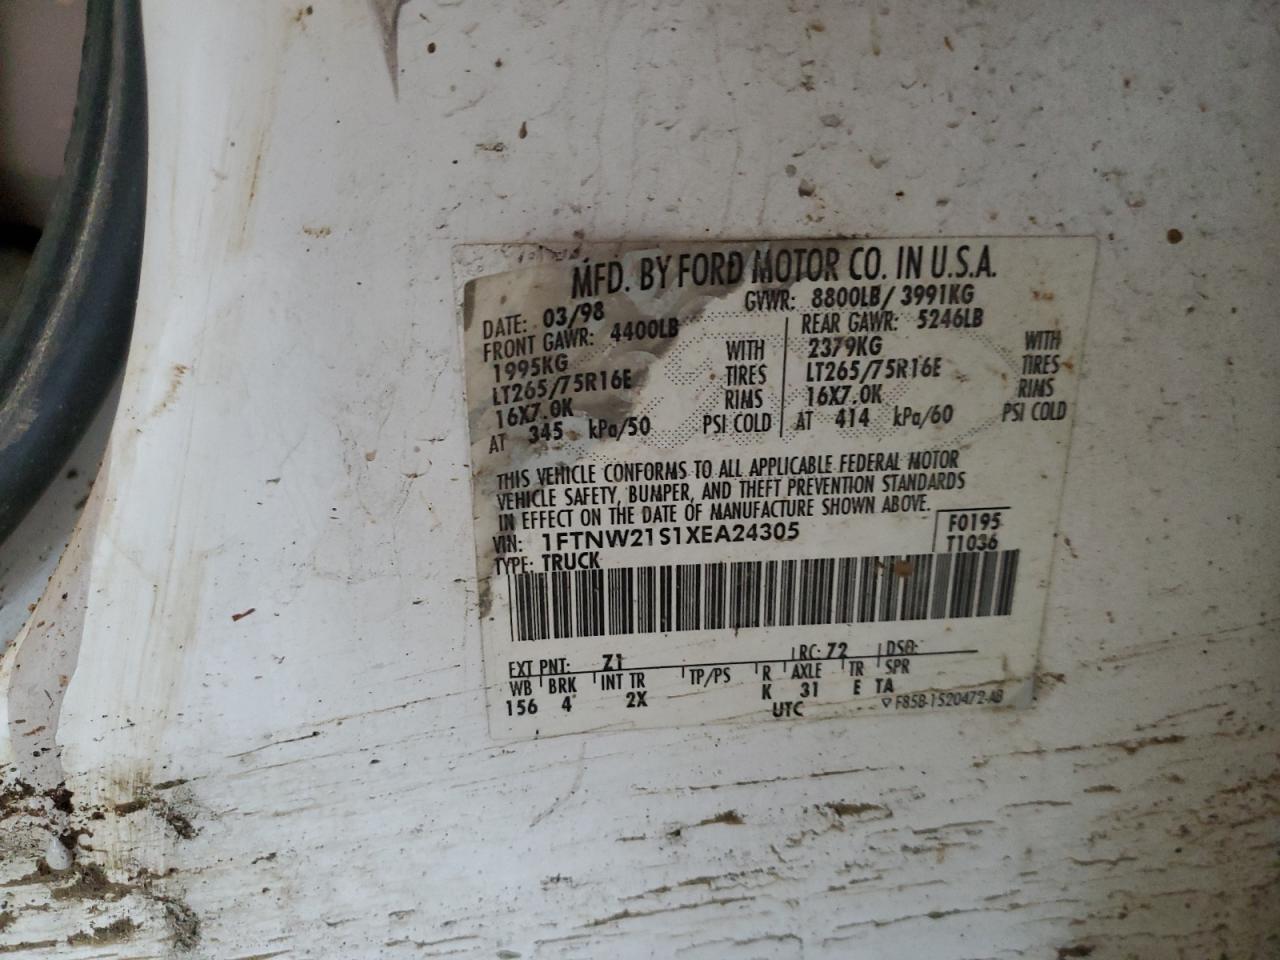 MFD. BY FORD MOTOR CO. IN U.S.A.
DATE: 03/98 GVWR: 8800LB/ 3991KG
FRONT GAWR: 4400LB REAR GAWR: 5246LB
1995KG WITH 2379KG WITH
LT265/75R16E TIRES LT265/75R16E TIRES
16X7.0K RIMS 16X7.0K RIMS
AT 345 kPa/50 PSI COLD AT 414 kPa/60 PSI COLD
THIS VEHICLE CONFORMS TO ALL APPLICABLE FEDERAL MOTOR
VEHICLE SAFETY, BUMPER, AND THEFT PREVENTION STANDARDS
IN EFFECT ON THE DATE OF MANUFACTURE SHOWN ABOVE.
VIN: 1FTNW21S1XEA24305 F0195
TYPE: TRUCK T1036
EXT PNT: Z1 RC: 72 DSO:
WB BRK INT TR TP/PS R AXLE TR SPR
156 4 2X K 31 E TA
UTC F85B-1520472-AB